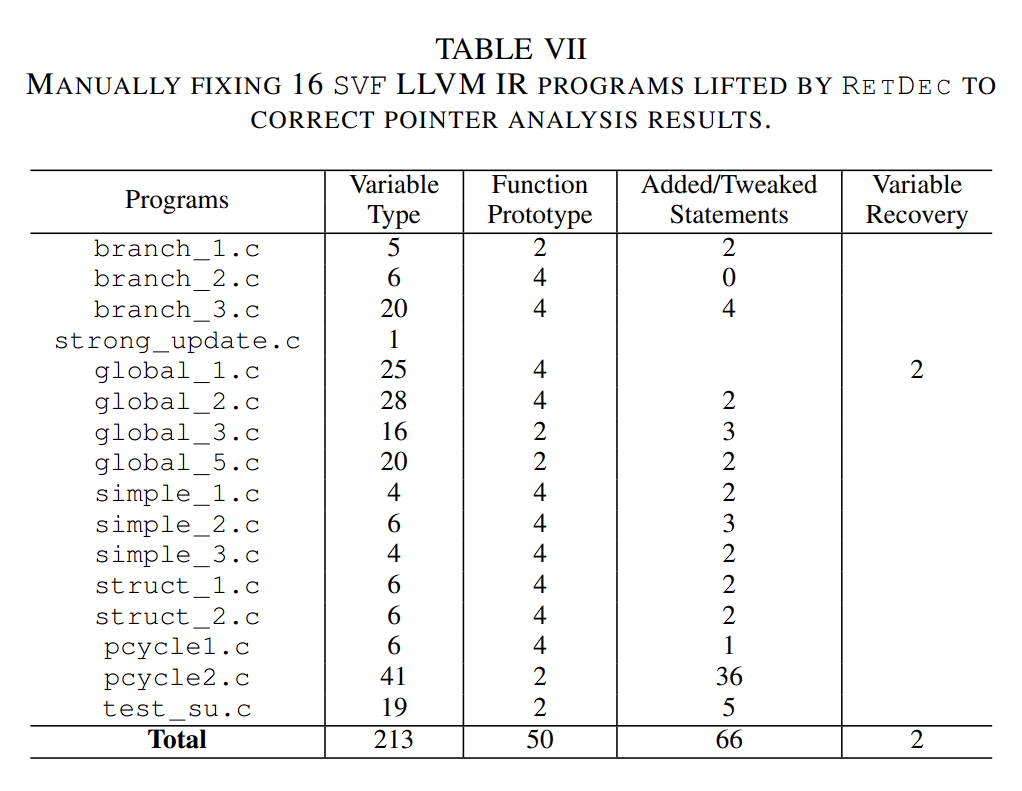 TABLE VII
MANUALLY FIXING 16 SVF LLVM IR PROGRAMS LIFTED BY RETDEC TO
CORRECT POINTER ANALYSIS RESULTS.
Programs Variable Type Function Prototype Added/Tweaked Statements Variable Recovery
branch_1.c 5 2 2
branch_2.c 6 4 0
branch_3.c 20 4 4
strong_update.c 1
global_1.c 25 4 2
global_2.c 28 4 2
global_3.c 16 2 3
global_5.c 20 2 2
simple_1.c 4 4 2
simple_2.c 6 4 3
simple_3.c 4 4 2
struct_1.c 6 4 2
struct_2.c 6 4 2
pcycle1.c 6 4 1
pcycle2.c 41 2 36
test_su.c 19 2 5
Total 213 50 66 2